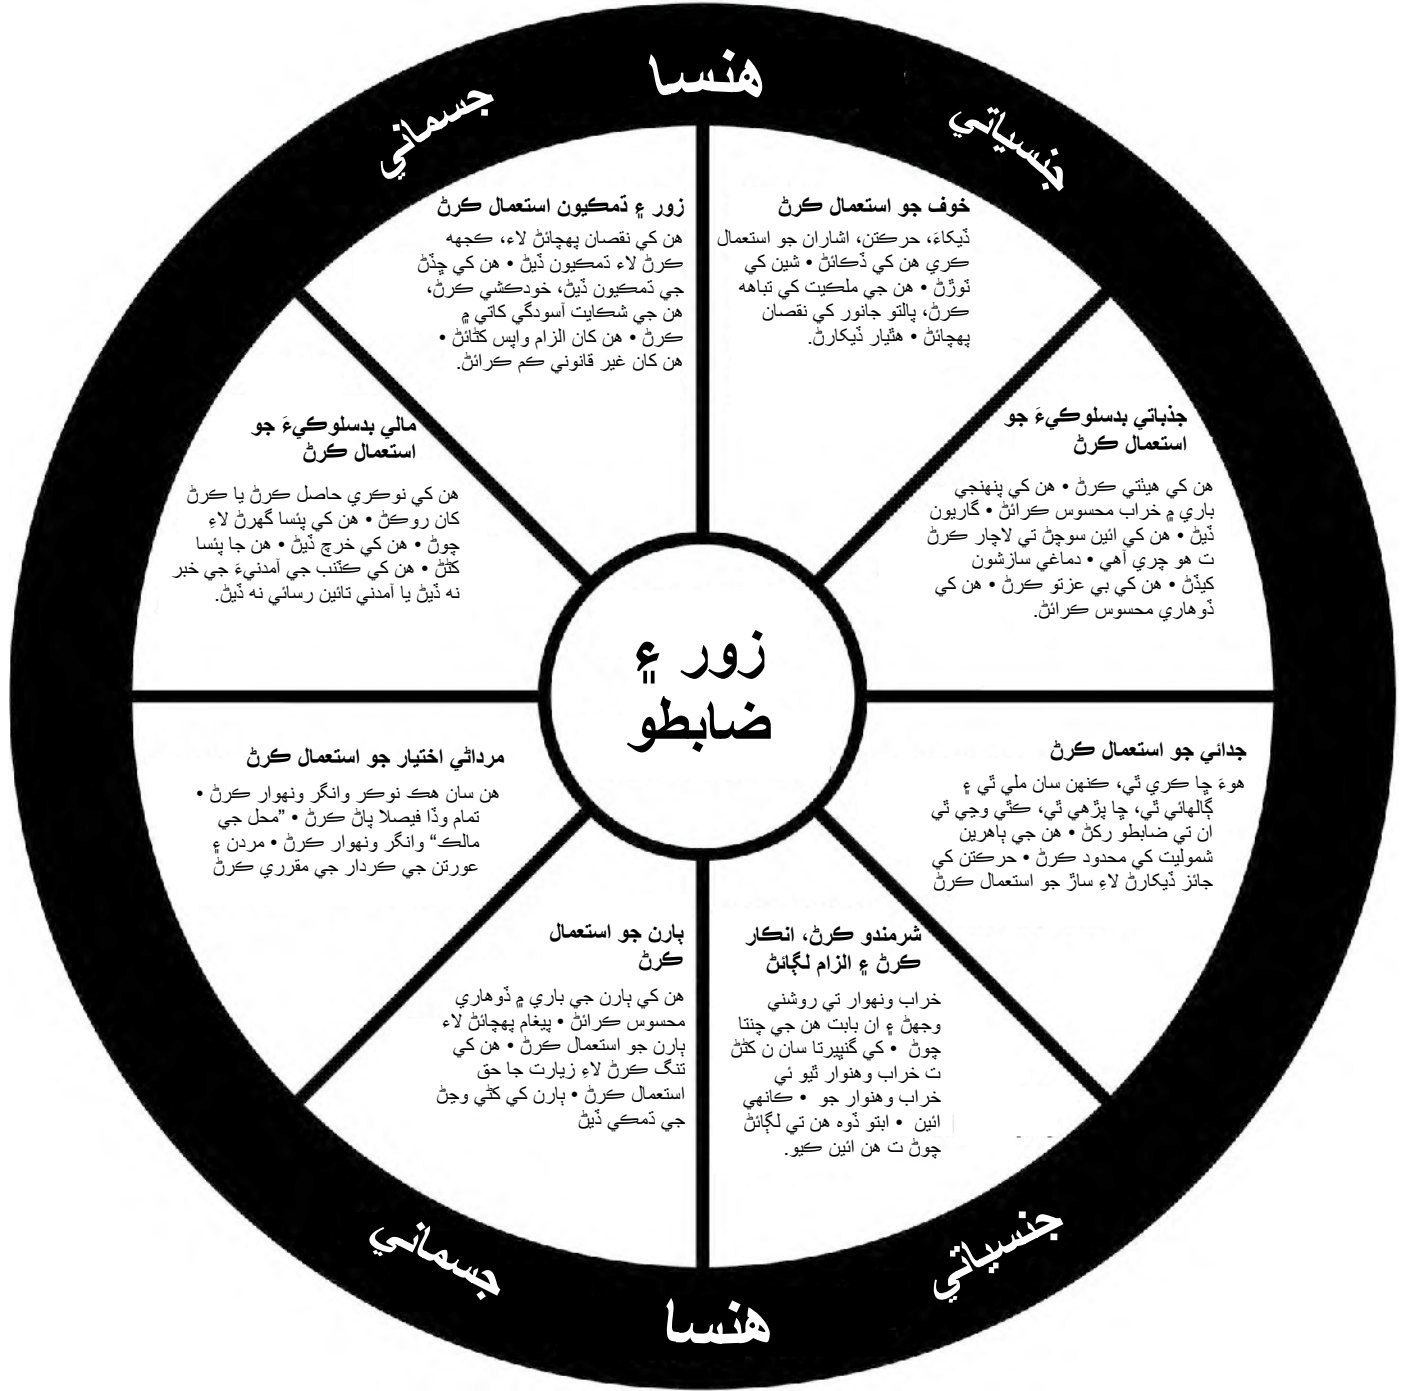 هنسا
جسماني
جنسياتي
زور ۽ ڌمڪيون استعمال ڪرڻ
هن کي نقصان پهچائڻ لاء، ڪجهه
ڪرڻ لاء ڌمڪيون ڏيڻ • هن کي ڇڏڻ
جي ڌمڪيون ڏيڻ، خودڪشي ڪرڻ،
هن جي شڪايت آسودگي کاتي ۾
ڪرڻ • هن کان الزام واپس کڻائڻ •
هن کان غير قانوني ڪم ڪرائڻ.
خوف جو استعمال ڪرڻ
ڏيکاءَ، حرڪتن، اشاران جو استعمال
ڪري هن کي ڏڪائڻ • شين کي
ٽوڙڻ • هن جي ملڪيت کي تباهه
ڪرڻ، پالتو جانور کي نقصان
پهچائڻ • هٿيار ڏيکارڻ.
جذباتي بدسلوڪيءَ جو
استعمال ڪرڻ
هن کي هيٺتي ڪرڻ • هن کي پنهنجي
باري ۾ خراب محسوس ڪرائڻ • گاريون
ڏيڻ • هن کي ائين سوچڻ تي لاچار ڪرڻ
ت هو چري آهي • دماغي سازشون
کيڏڻ • هن کي بي عزتو ڪرڻ • هن کي
ڏوهاري محسوس ڪرائڻ.
جدائي جو استعمال ڪرڻ
هوءَ ڇا ڪري ٿي، ڪنهن سان ملي ٿي ۽
ڳالهائي ٿي، ڇا پڙهي ٿي، ڪٿي وڃي ٿي
ان تي ضابطو رکڻ • هن جي ٻاهرين
شموليت کي محدود ڪرڻ • حرڪتن کي
جائز ڏيکارڻ لاءِ ساڙ جو استعمال ڪرڻ
شرمندو ڪرڻ، انڪار
ڪرڻ ۽ الزام لڳائڻ
خراب ونهوار تي روشني
وجهڻ ۽ ان بابت هن جي چنتا
چوڻ • کي گنڀيرتا سان ن کڻڻ
ت خراب وهنوار ٿيو ئي
خراب وهنوار جو • ڪانهي
ائين • ابتو ڏوه هن تي لڳائڻ
چوڻ ت هن ائين ڪيو.
ٻارن جو استعمال
ڪرڻ
هن کي ٻارن جي باري ۾ ڏوهاري
محسوس ڪرائڻ • پيغام پهچائڻ لاء
ٻارن جو استعمال ڪرڻ • هن کي
تنگ ڪرڻ لاءِ زيارت جا حق
استعمال ڪرڻ • ٻارن کي کڻي وڃڻ
جي ڌمڪي ڏيڻ
مرداڻي اختيار جو استعمال ڪرڻ
هن سان هڪ نوڪر وانگر ونهوار ڪرڻ •
تمام وڏا فيصلا پاڻ ڪرڻ • ”محل جي
مالڪ“ وانگر ونهوار ڪرڻ • مردن ۽
عورتن جي ڪردار جي مقرري ڪرڻ
مالي بدسلوڪيءَ جو
استعمال ڪرڻ
هن کي نوڪري حاصل ڪرڻ يا ڪرڻ
کان روڪڻ • هن کي پئسا گهرڻ لاءِ
چوڻ • هن کي خرچ ڏيڻ • هن جا پئسا
کڻڻ • هن کي ڪٽنب جي آمدنيءَ جي خبر
نه ڏيڻ يا آمدني تائين رسائي نه ڏيڻ.
زور ۽
ضابطو
جسماني
جنسياتي
هنسا